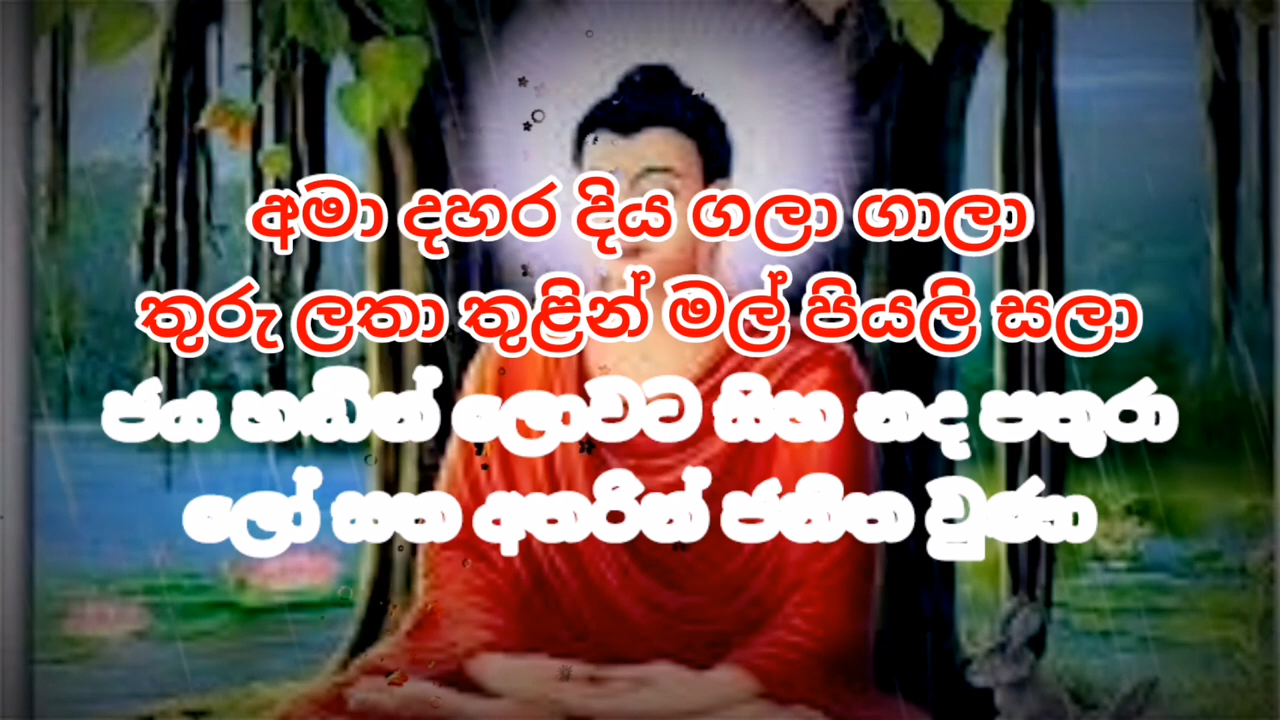 අමා දහර දිය ගලා ගාලා
තුරු ලතා තුළින් මල් පියලි සලා
ජය හඬින් ලොවට සිහ නද පතුරා
ලෝ සත අතරින් ජනිත වුණා